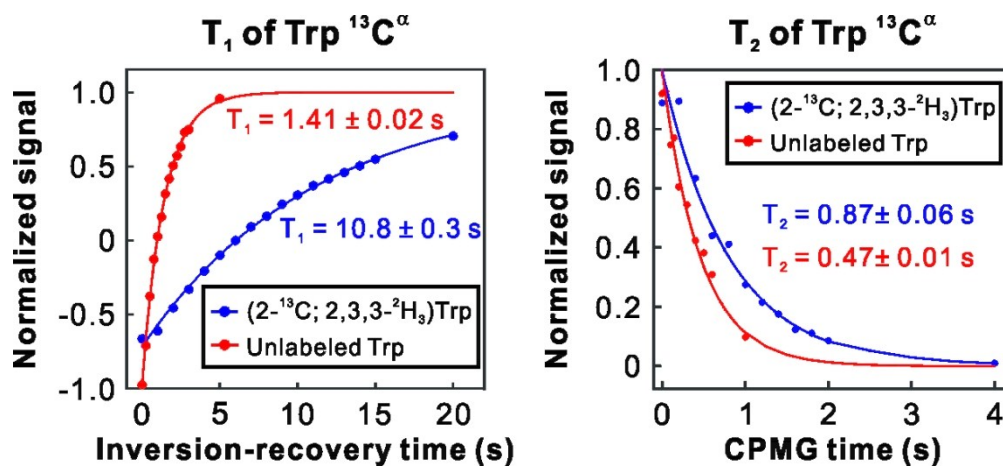 T₁ of Trp ¹³Cᵅ
Normalized signal
1.0
0.5
0
-0.5
-1.0
T₁ = 1.41 ± 0.02 s
T₁ = 10.8 ± 0.3 s
(2-¹³C; 2,3,3-²H₃)Trp
Unlabeled Trp
0 5 10 15 20
Inversion-recovery time (s)
T₂ of Trp ¹³Cᵅ
Normalized signal
1.0
0.8
0.6
0.4
0.2
0
(2-¹³C; 2,3,3-²H₃)Trp
Unlabeled Trp
T₂ = 0.87± 0.06 s
T₂ = 0.47± 0.01 s
0 1 2 3 4
CPMG time (s)